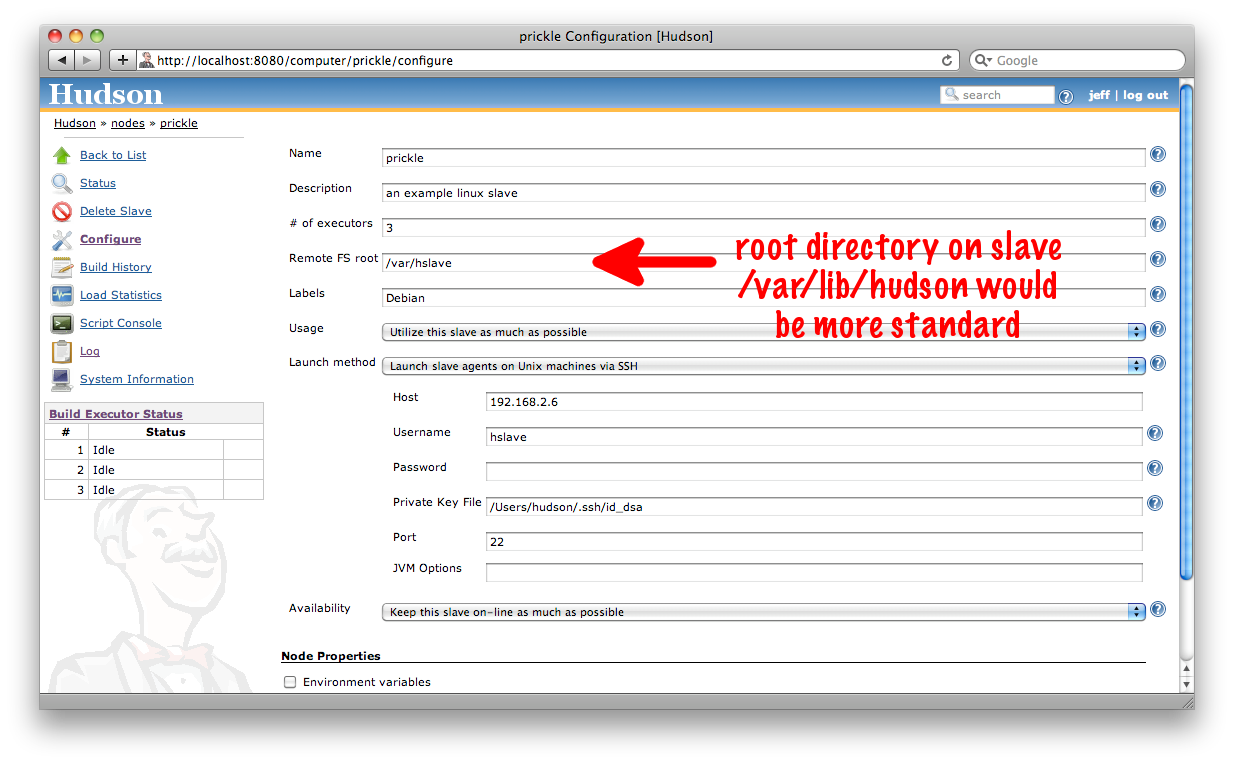 prickle Configuration [Hudson]
http://localhost:8080/computer/prickle/configure
Google
Hudson
search
jeff | log out
Hudson » nodes » prickle
Back to List
Status
Delete Slave
Configure
Build History
Load Statistics
Script Console
Log
System Information
Build Executor Status
# Status
1 Idle
2 Idle
3 Idle
Name prickle
Description an example linux slave
# of executors 3
Remote FS root /var/hslave
Labels Debian
Usage Utilize this slave as much as possible
Launch method Launch slave agents on Unix machines via SSH
Host 192.168.2.6
Username hslave
Password
Private Key File /Users/hudson/.ssh/id_dsa
Port 22
JVM Options
Availability Keep this slave on-line as much as possible
Node Properties
Environment variables
root directory on slave
/var/lib/hudson would
be more standard